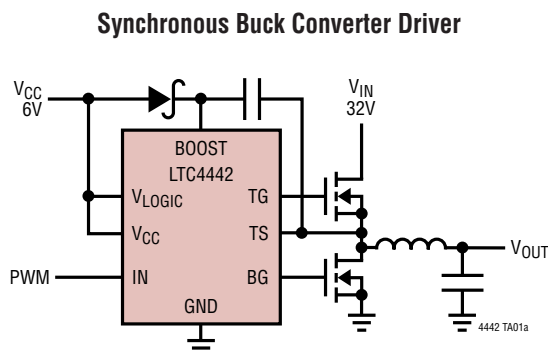 Synchronous Buck Converter Driver
VCC
6V
VIN
32V
BOOST
LTC4442
VLOGIC
TG
VCC
TS
VOUT
PWM
IN
BG
GND
4442 TA01a